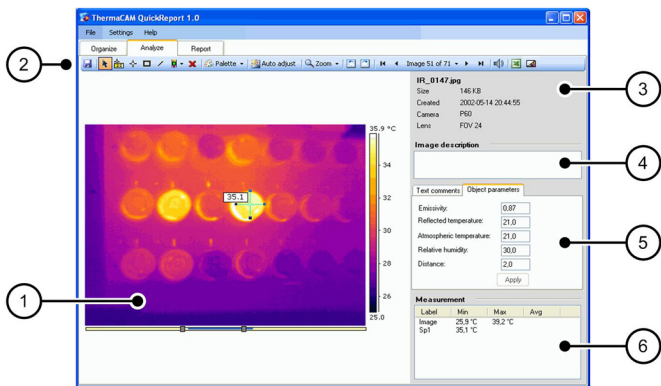 ThermaCAM QuickReport 1.0
File Settings Help
Organize Analyze Report
Palette Auto adjust Zoom Image 51 of 71
IR_0147.jpg
Size 146 KB
Created 2002-05-14 20:44:55
Camera P60
Lens FOV 24
Image description
Text comments Object parameters
Emissivity: 0,87
Reflected temperature: 21,0
Atmospheric temperature: 21,0
Relative humidity: 30,0
Distance: 2,0
Apply
Measurement
Label Min Max Avg
Image 25,9 °C 39,2 °C
Sp1 35,1 °C
35.9 °C
34
32
30
28
26
25.0
35.1
1
2
3
4
5
6